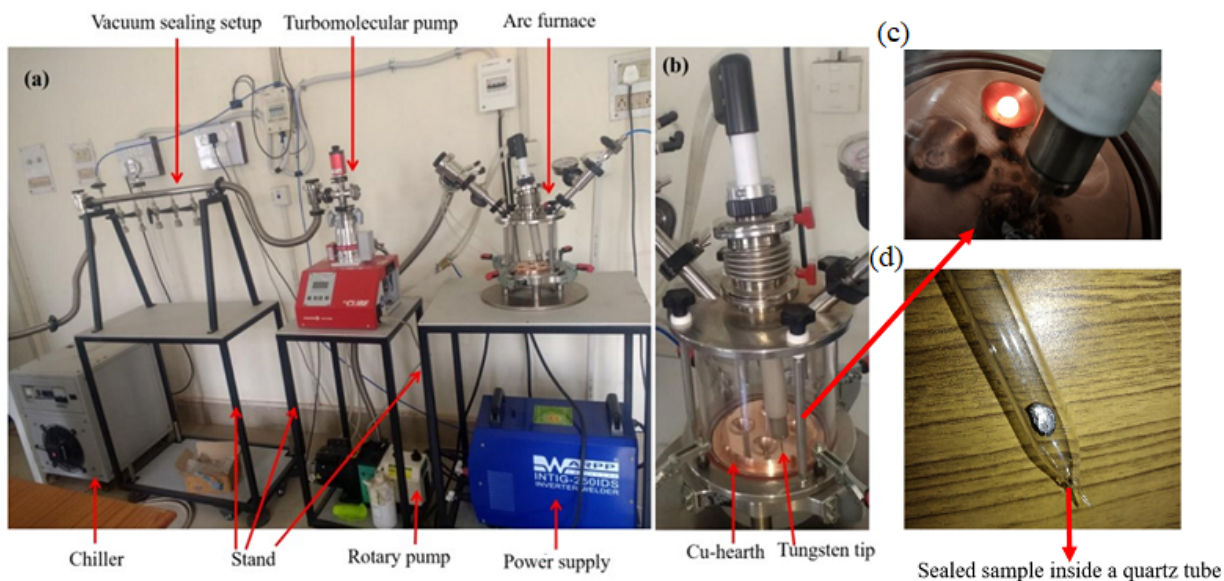 Vacuum sealing setup
Turbomolecular pump
Arc furnace
(a)
(b)
(c)
(d)
WARPP
INTIG-250IDS
INVERTER WELDER
Chiller
Stand
Rotary pump
Power supply
Cu-hearth
Tungsten tip
Sealed sample inside a quartz tube